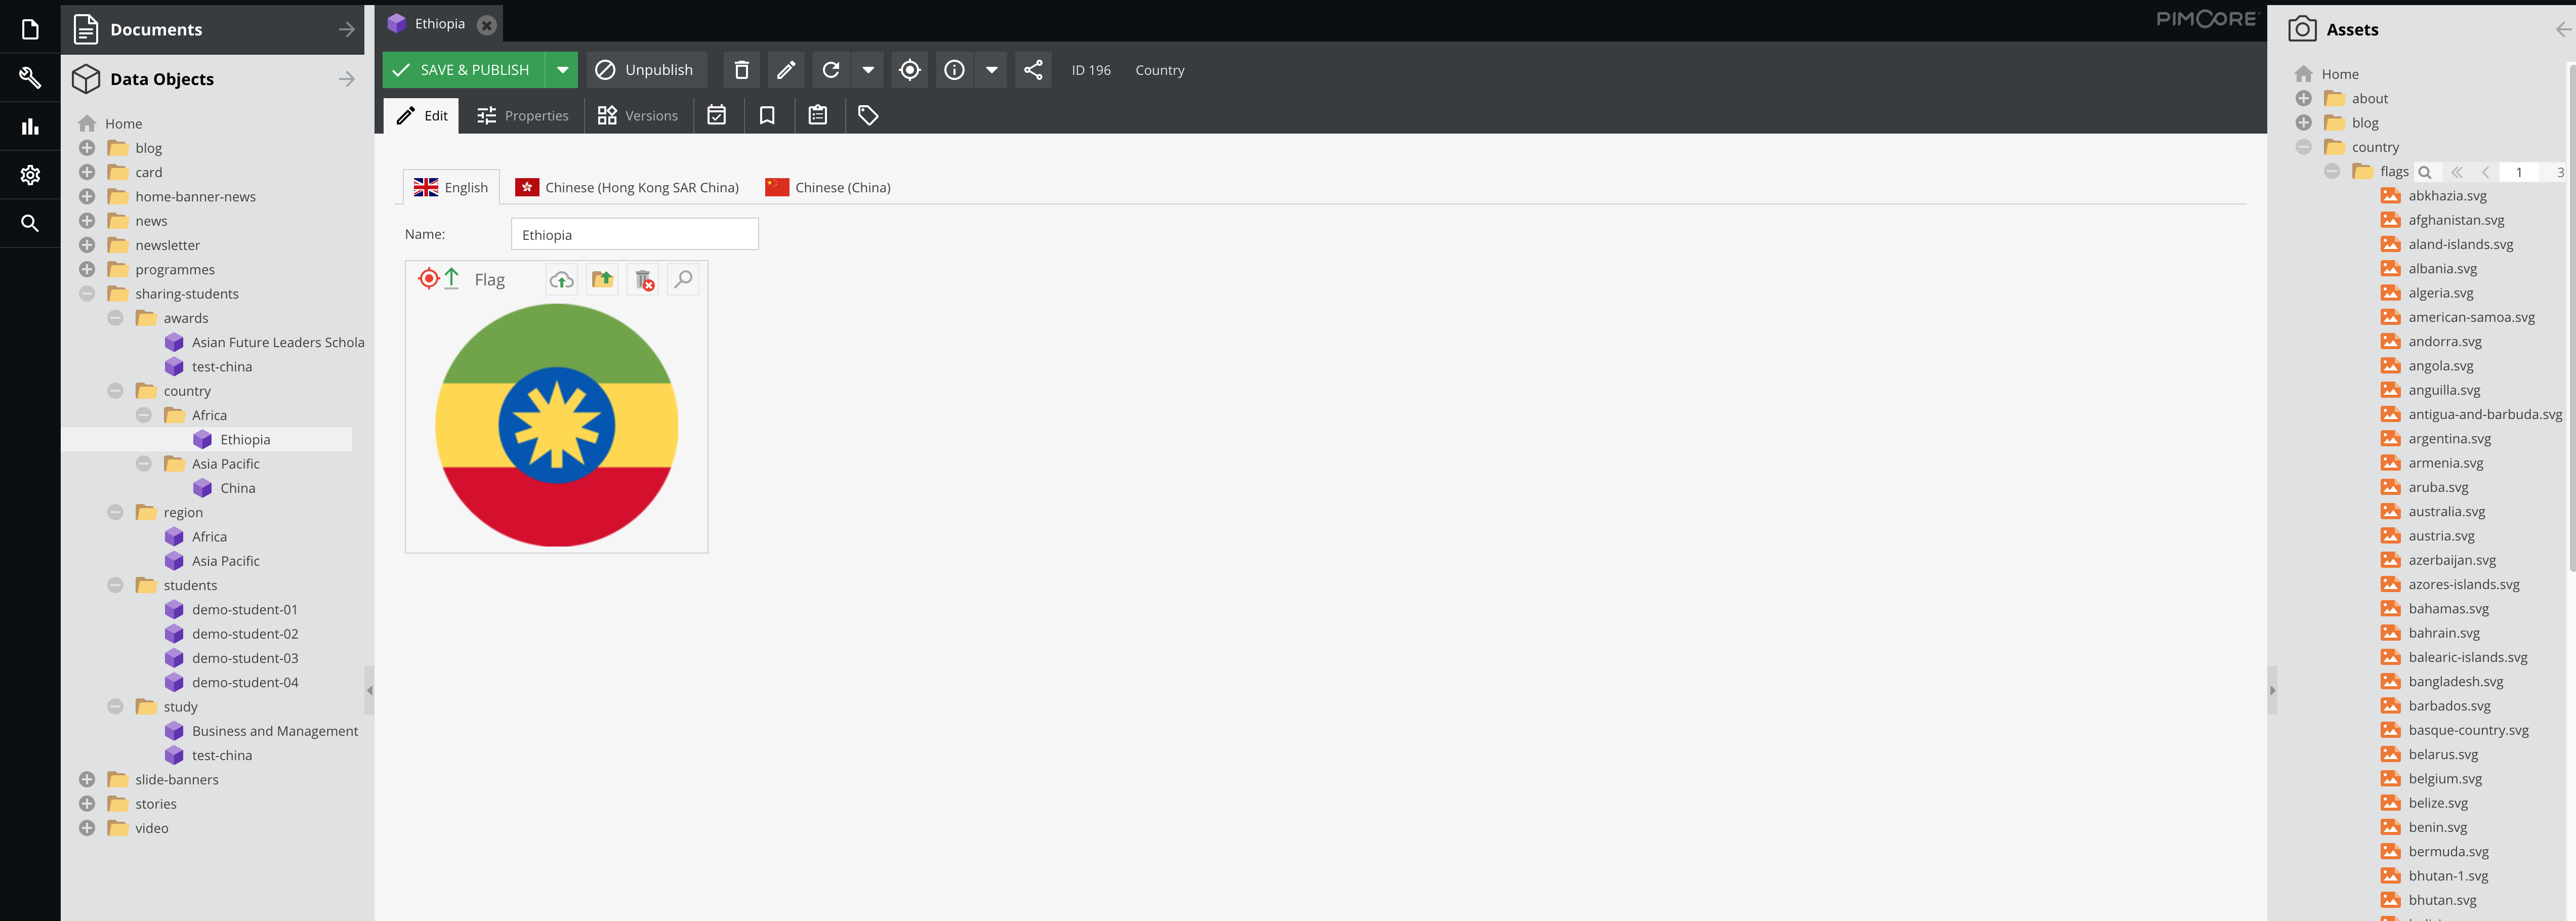 Documents
Data Objects
Home
blog
card
home-banner-news
news
newsletter
programmes
sharing-students
awards
Asian Future Leaders Schola
test-china
country
Africa
Ethiopia
Asia Pacific
China
region
Africa
Asia Pacific
students
demo-student-01
demo-student-02
demo-student-03
demo-student-04
study
Business and Management
test-china
slide-banners
stories
video
Ethiopia
PIMCORE
SAVE & PUBLISH
Unpublish
ID 196
Country
Edit
Properties
Versions
English
Chinese (Hong Kong SAR China)
Chinese (China)
Name:
Ethiopia
Flag
Assets
Home
about
blog
country
flags 1 3
abkhazia.svg
afghanistan.svg
aland-islands.svg
albania.svg
algeria.svg
american-samoa.svg
andorra.svg
angola.svg
anguilla.svg
antigua-and-barbuda.svg
argentina.svg
armenia.svg
aruba.svg
australia.svg
austria.svg
azerbaijan.svg
azores-islands.svg
bahamas.svg
bahrain.svg
balearic-islands.svg
bangladesh.svg
barbados.svg
basque-country.svg
belarus.svg
belgium.svg
belize.svg
benin.svg
bermuda.svg
bhutan-1.svg
bhutan.svg